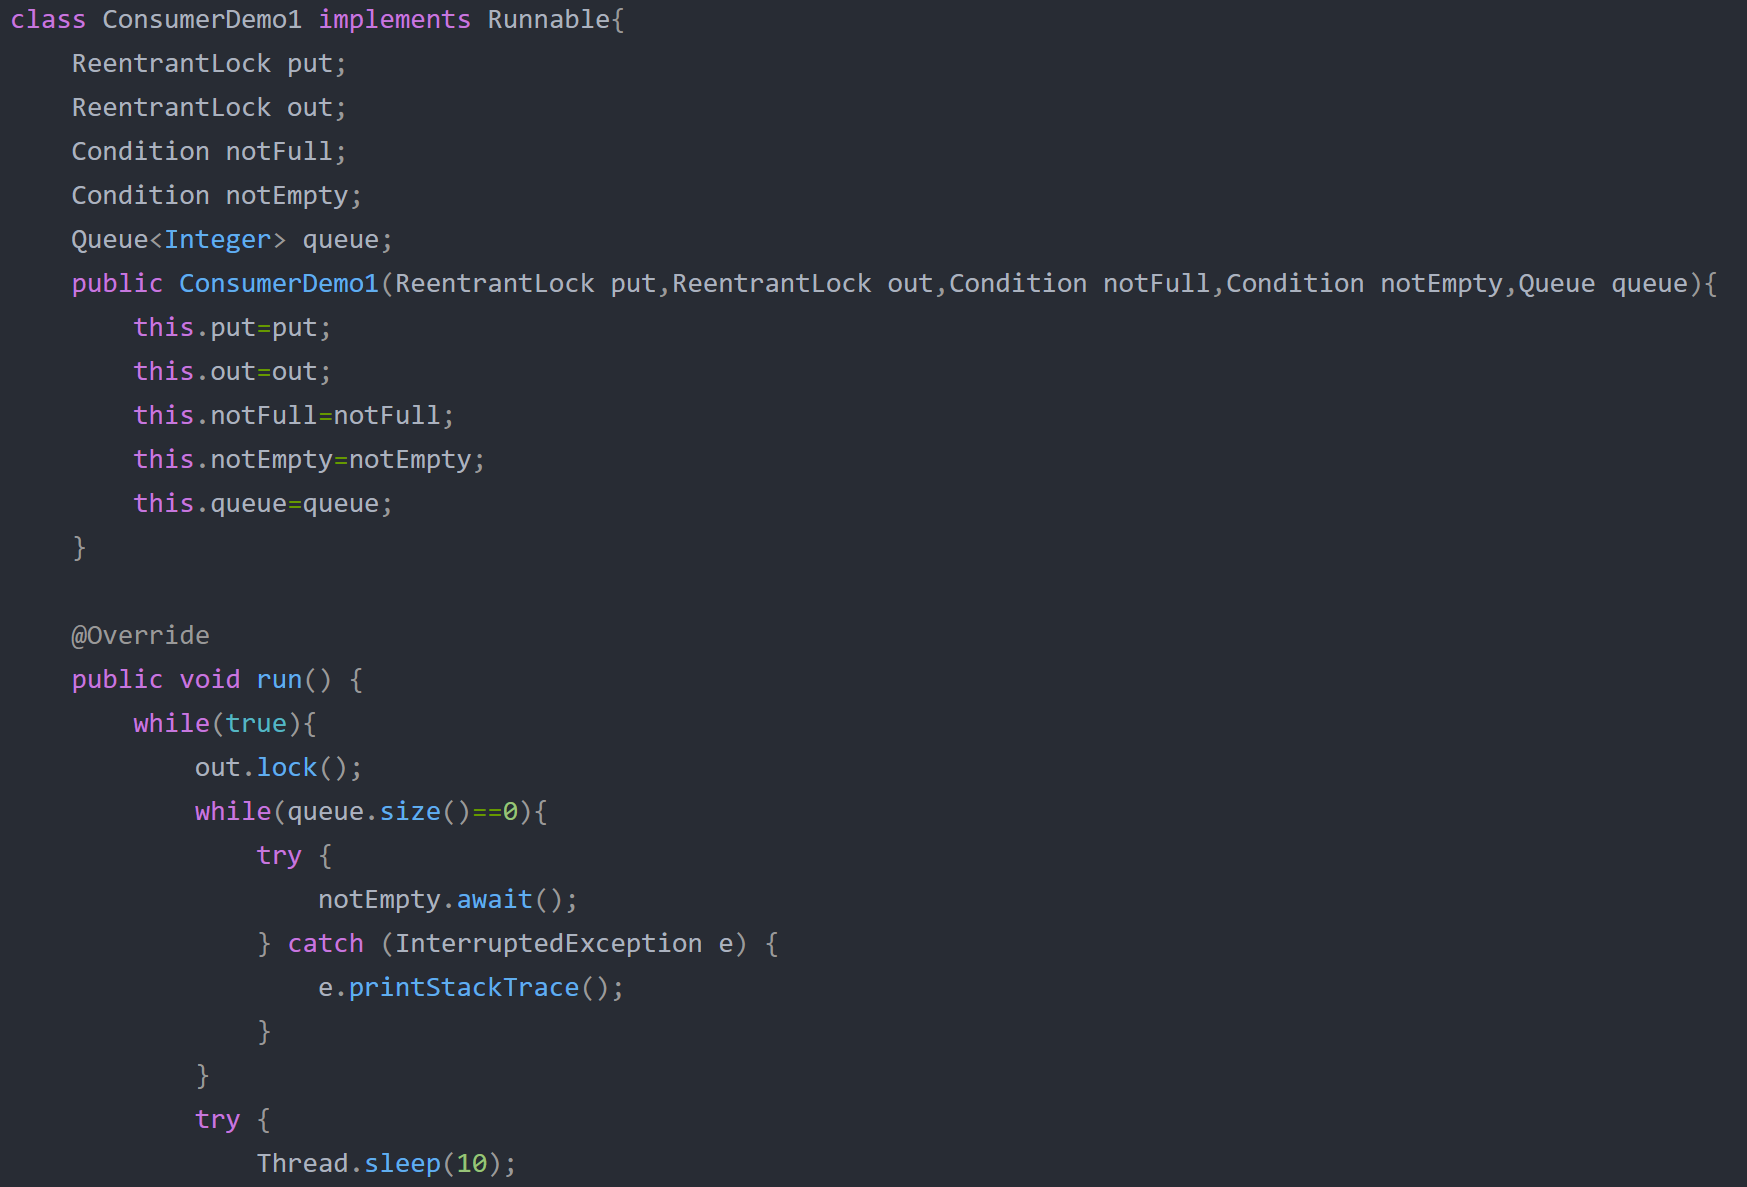 class ConsumerDemo1 implements Runnable{
    ReentrantLock put;
    ReentrantLock out;
    Condition notFull;
    Condition notEmpty;
    Queue<Integer> queue;
    public ConsumerDemo1(ReentrantLock put,ReentrantLock out,Condition notFull,Condition notEmpty,Queue queue){
        this.put=put;
        this.out=out;
        this.notFull=notFull;
        this.notEmpty=notEmpty;
        this.queue=queue;
    }

    @Override
    public void run() {
        while(true){
            out.lock();
            while(queue.size()==0){
                try {
                    notEmpty.await();
                } catch (InterruptedException e) {
                    e.printStackTrace();
                }
            }
            try {
                Thread.sleep(10);